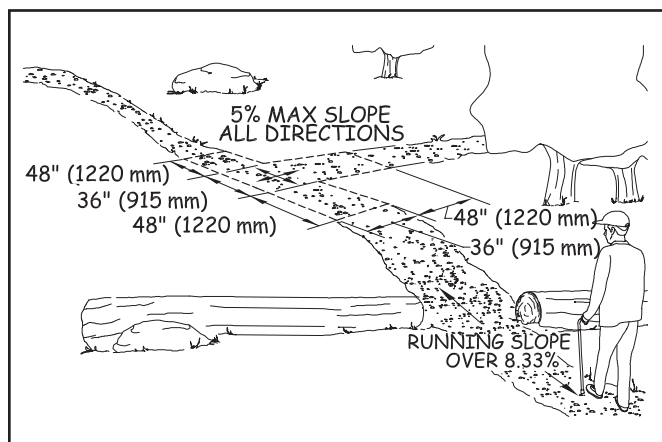 5% MAX SLOPE
ALL DIRECTIONS
48" (1220 mm)
36" (915 mm)
48" (1220 mm)
48" (1220 mm)
36" (915 mm)
RUNNING SLOPE
OVER 8.33%